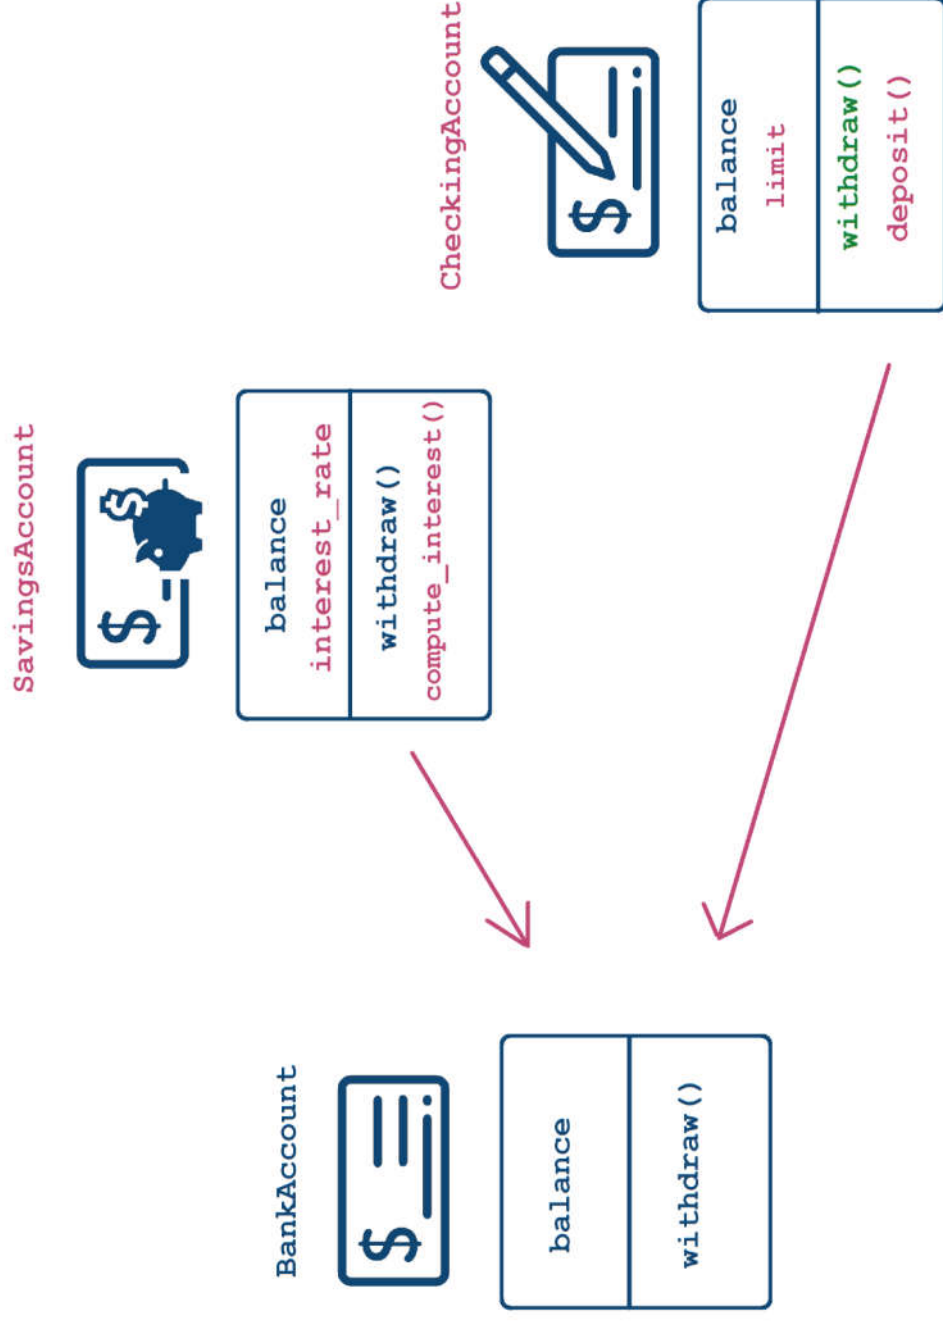 BankAccount
balance
withdraw()
SavingsAccount
$
balance
interest_rate
withdraw()
compute_interest()
CheckingAccount
$
balance
limit
withdraw()
deposit()